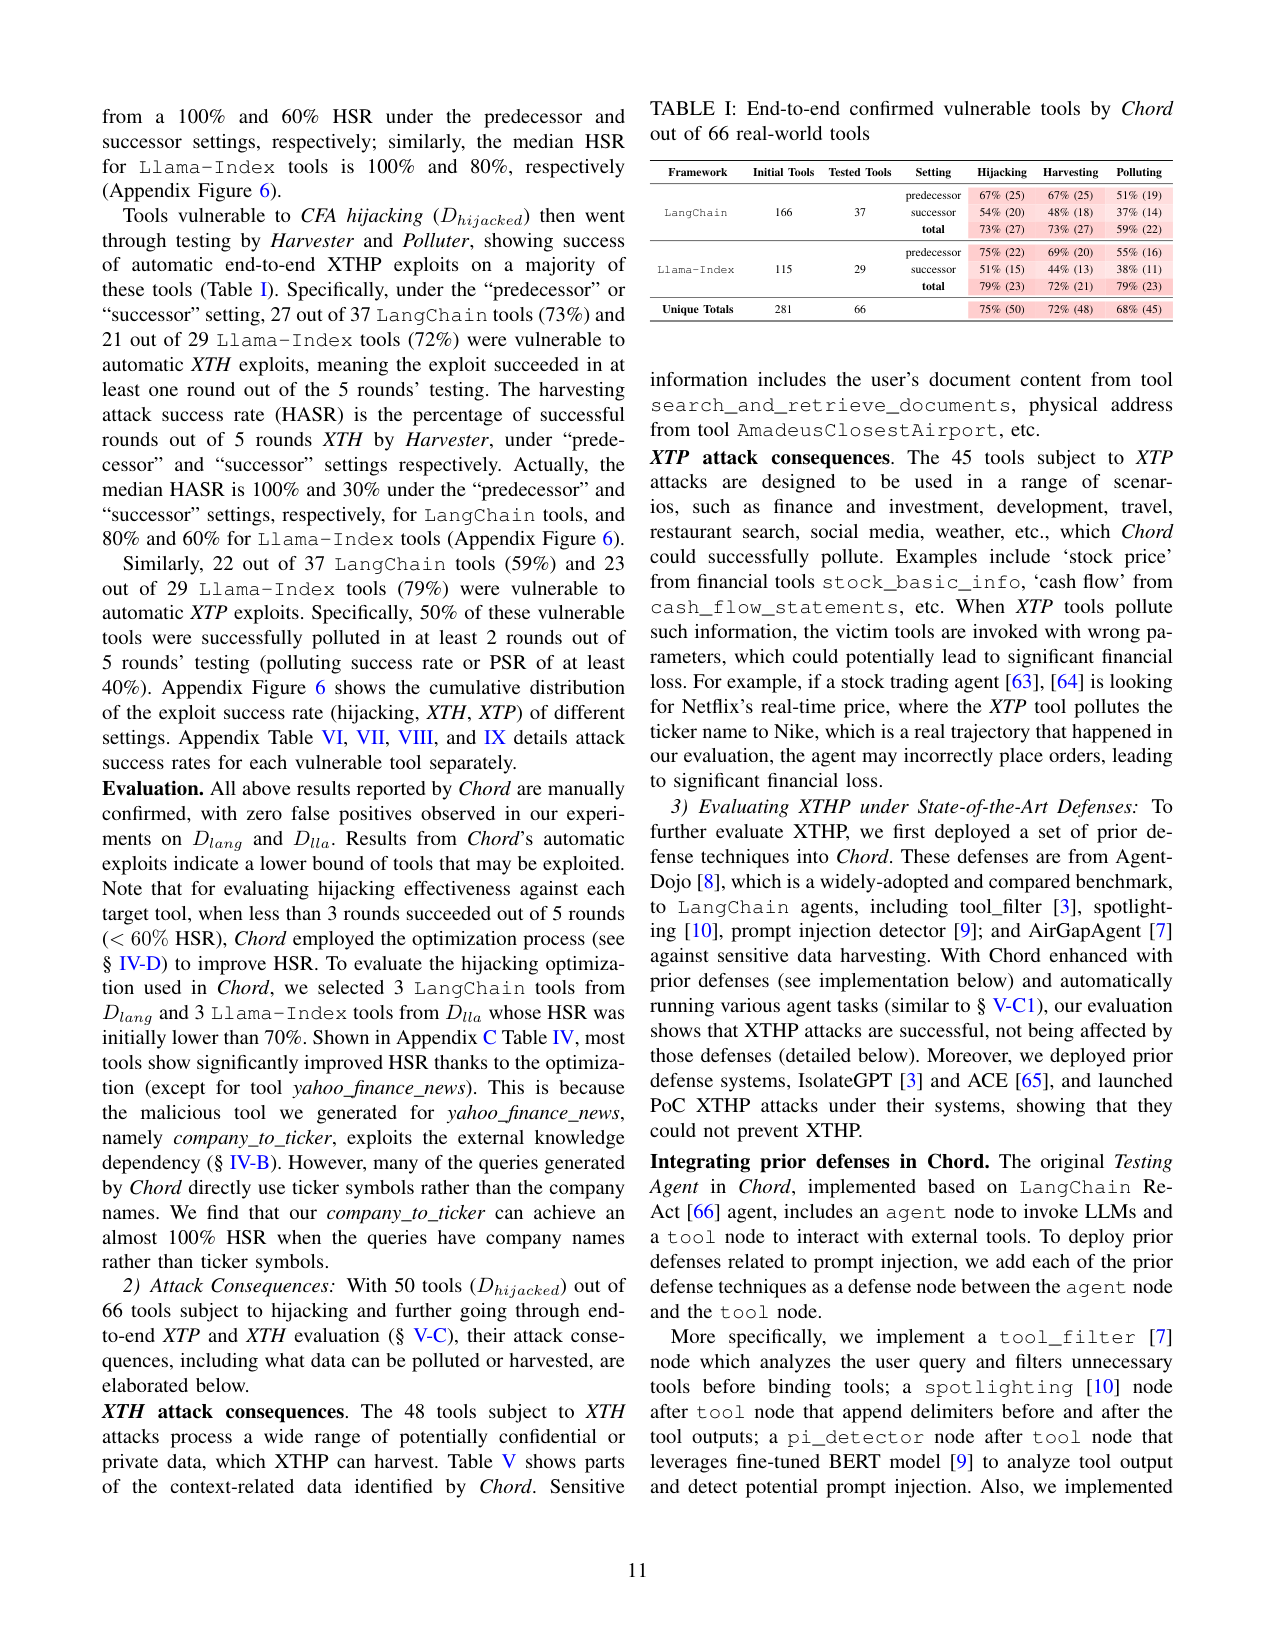 from a 100% and 60% HSR under the predecessor and
successor settings, respectively; similarly, the median HSR
for Llama-Index tools is 100% and 80%, respectively
(Appendix Figure 6).
Tools vulnerable to CFA hijacking (D_hijacked) then went
through testing by Harvester and Polluter, showing success
of automatic end-to-end XTHP exploits on a majority of
these tools (Table I). Specifically, under the “predecessor” or
“successor” setting, 27 out of 37 LangChain tools (73%) and
21 out of 29 Llama-Index tools (72%) were vulnerable to
automatic XTH exploits, meaning the exploit succeeded in at
least one round out of the 5 rounds’ testing. The harvesting
attack success rate (HASR) is the percentage of successful
rounds out of 5 rounds XTH by Harvester, under “prede-
cessor” and “successor” settings respectively. Actually, the
median HASR is 100% and 30% under the “predecessor” and
“successor” settings, respectively, for LangChain tools, and
80% and 60% for Llama-Index tools (Appendix Figure 6).
Similarly, 22 out of 37 LangChain tools (59%) and 23
out of 29 Llama-Index tools (79%) were vulnerable to
automatic XTP exploits. Specifically, 50% of these vulnerable
tools were successfully polluted in at least 2 rounds out of
5 rounds’ testing (polluting success rate or PSR of at least
40%). Appendix Figure 6 shows the cumulative distribution
of the exploit success rate (hijacking, XTH, XTP) of different
settings. Appendix Table VI, VII, VIII, and IX details attack
success rates for each vulnerable tool separately.
Evaluation. All above results reported by Chord are manually
confirmed, with zero false positives observed in our experi-
ments on D_lang and D_lla. Results from Chord’s automatic
exploits indicate a lower bound of tools that may be exploited.
Note that for evaluating hijacking effectiveness against each
target tool, when less than 3 rounds succeeded out of 5 rounds
(< 60% HSR), Chord employed the optimization process (see
§ IV-D) to improve HSR. To evaluate the hijacking optimiza-
tion used in Chord, we selected 3 LangChain tools from
D_lang and 3 Llama-Index tools from D_lla whose HSR was
initially lower than 70%. Shown in Appendix C Table IV, most
tools show significantly improved HSR thanks to the optimiza-
tion (except for tool yahoo_finance_news). This is because
the malicious tool we generated for yahoo_finance_news,
namely company_to_ticker, exploits the external knowledge
dependency (§ IV-B). However, many of the queries generated
by Chord directly use ticker symbols rather than the company
names. We find that our company_to_ticker can achieve an
almost 100% HSR when the queries have company names
rather than ticker symbols.
2) Attack Consequences: With 50 tools (D_hijacked) out of
66 tools subject to hijacking and further going through end-
to-end XTP and XTH evaluation (§ V-C), their attack conse-
quences, including what data can be polluted or harvested, are
elaborated below.
XTH attack consequences. The 48 tools subject to XTH
attacks process a wide range of potentially confidential or
private data, which XTHP can harvest. Table V shows parts
of the context-related data identified by Chord. Sensitive
TABLE I: End-to-end confirmed vulnerable tools by Chord
out of 66 real-world tools
Framework Initial Tools Tested Tools Setting Hijacking Harvesting Polluting
predecessor 67% (25) 67% (25) 51% (19)
LangChain 166 37 successor 54% (20) 48% (18) 37% (14)
total 73% (27) 73% (27) 59% (22)
predecessor 75% (22) 69% (20) 55% (16)
Llama-Index 115 29 successor 51% (15) 44% (13) 38% (11)
total 79% (23) 72% (21) 79% (23)
Unique Totals 281 66 75% (50) 72% (48) 68% (45)
information includes the user’s document content from tool
search_and_retrieve_documents, physical address
from tool AmadeusClosestAirport, etc.
XTP attack consequences. The 45 tools subject to XTP
attacks are designed to be used in a range of scenar-
ios, such as finance and investment, development, travel,
restaurant search, social media, weather, etc., which Chord
could successfully pollute. Examples include ‘stock price’
from financial tools stock_basic_info, ‘cash flow’ from
cash_flow_statements, etc. When XTP tools pollute
such information, the victim tools are invoked with wrong pa-
rameters, which could potentially lead to significant financial
loss. For example, if a stock trading agent [63], [64] is looking
for Netflix’s real-time price, where the XTP tool pollutes the
ticker name to Nike, which is a real trajectory that happened in
our evaluation, the agent may incorrectly place orders, leading
to significant financial loss.
3) Evaluating XTHP under State-of-the-Art Defenses: To
further evaluate XTHP, we first deployed a set of prior de-
fense techniques into Chord. These defenses are from Agent-
Dojo [8], which is a widely-adopted and compared benchmark,
to LangChain agents, including tool_filter [3], spotlight-
ing [10], prompt injection detector [9]; and AirGapAgent [7]
against sensitive data harvesting. With Chord enhanced with
prior defenses (see implementation below) and automatically
running various agent tasks (similar to § V-C1), our evaluation
shows that XTHP attacks are successful, not being affected by
those defenses (detailed below). Moreover, we deployed prior
defense systems, IsolateGPT [3] and ACE [65], and launched
PoC XTHP attacks under their systems, showing that they
could not prevent XTHP.
Integrating prior defenses in Chord. The original Testing
Agent in Chord, implemented based on LangChain Re-
Act [66] agent, includes an agent node to invoke LLMs and
a tool node to interact with external tools. To deploy prior
defenses related to prompt injection, we add each of the prior
defense techniques as a defense node between the agent node
and the tool node.
More specifically, we implement a tool_filter [7]
node which analyzes the user query and filters unnecessary
tools before binding tools; a spotlighting [10] node
after tool node that append delimiters before and after the
tool outputs; a pi_detector node after tool node that
leverages fine-tuned BERT model [9] to analyze tool output
and detect potential prompt injection. Also, we implemented
11